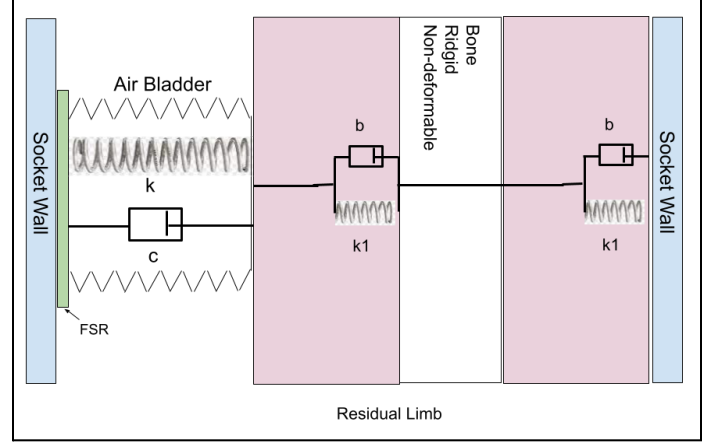 Socket Wall
FSR
Air Bladder
k
c
b
k1
Bone
Ridgid
Non-deformable
b
k1
Socket Wall
Residual Limb